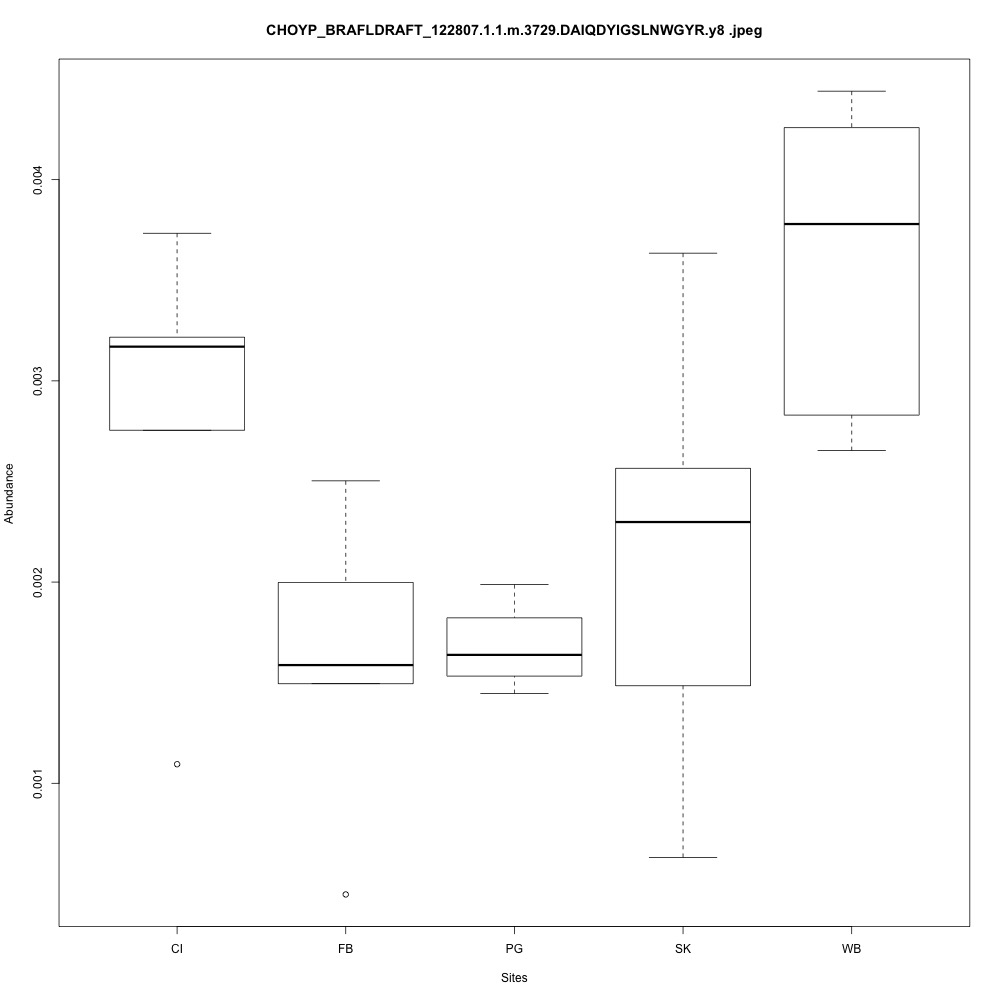 CHOYP_BRAFLDRAFT_122807.1.1.m.3729.DAIQDYIGSLNWGYR.y8 .jpeg
Abundance
0.004
0.003
0.002
0.001
CI FB PG SK WB
Sites